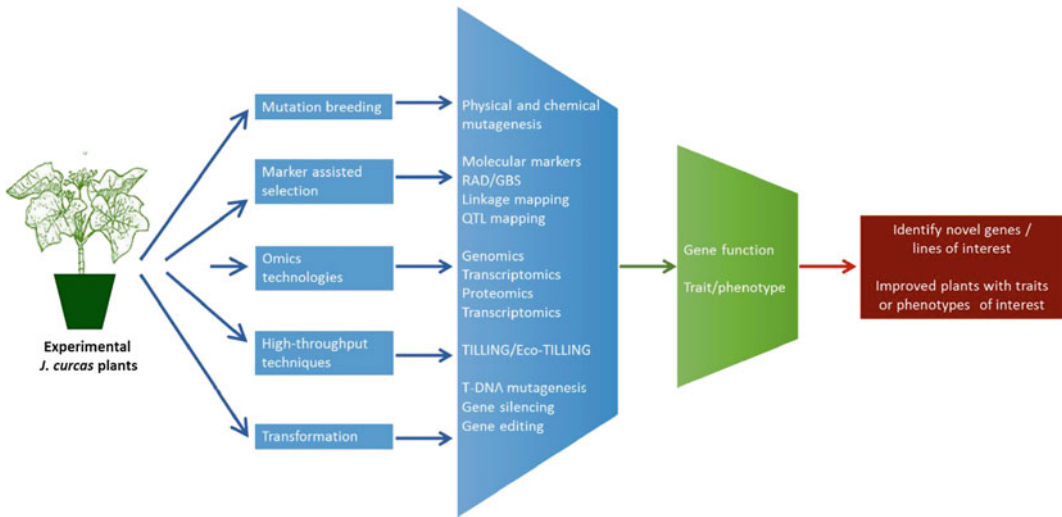 Experimental
J. curcas plants
Mutation breeding
Marker assisted
selection
Omics
technologies
High-throughput
techniques
Transformation
Physical and chemical
mutagenesis
Molecular markers
RAD/GBS
Linkage mapping
QTL mapping
Genomics
Transcriptomics
Proteomics
Transcriptomics
TILLING/Eco-TILLING
T-DNA mutagenesis
Gene silencing
Gene editing
Gene function
Trait/phenotype
Identify novel genes /
lines of interest
Improved plants with traits
or phenotypes of interest